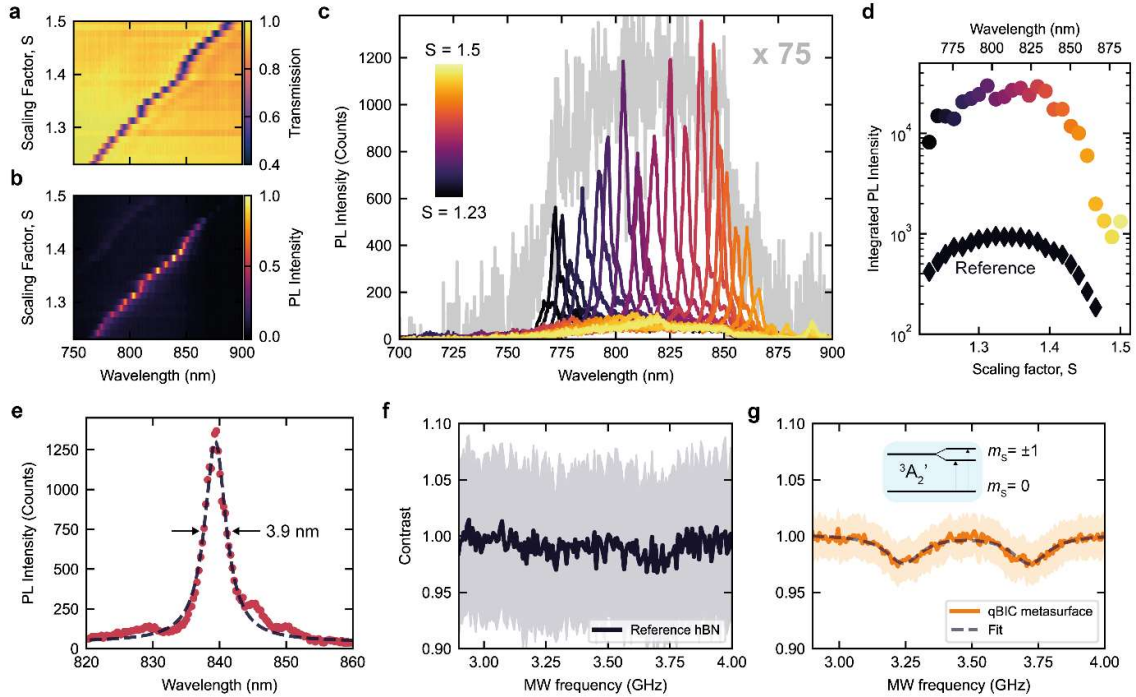 a
Scaling Factor, S
1.5
1.4
1.3
1.0
0.8
0.6
0.4
Transmission
b
Scaling Factor, S
1.5
1.4
1.3
1.0
0.5
0.0
PL Intensity
750 800 850 900
Wavelength (nm)
c
PL Intensity (Counts)
1200
1000
800
600
400
200
0
S = 1.5
S = 1.23
x 75
700 725 750 775 800 825 850 875 900
Wavelength (nm)
d
Wavelength (nm)
775 800 825 850 875
Integrated PL Intensity
10⁴
10³
10²
Reference
1.3 1.4 1.5
Scaling factor, S
e
PL Intensity (Counts)
1250
1000
750
500
250
0
3.9 nm
820 830 840 850 860
Wavelength (nm)
f
Contrast
1.10
1.05
1.00
0.95
0.90
Reference hBN
3.00 3.25 3.50 3.75 4.00
MW frequency (GHz)
g
1.10
1.05
1.00
0.95
0.90
³A₂'
mₛ= ±1
mₛ= 0
qBIC metasurface
Fit
3.00 3.25 3.50 3.75 4.00
MW frequency (GHz)